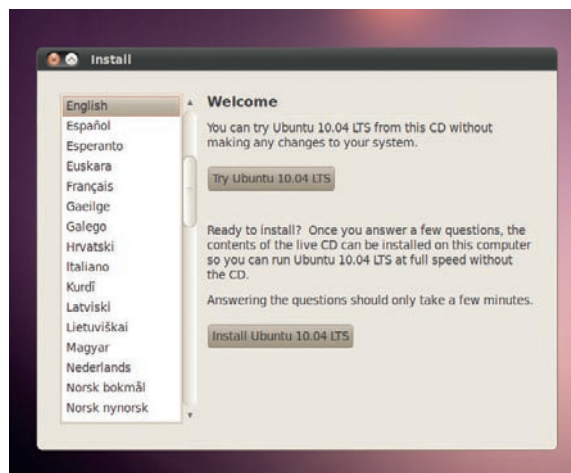 Install
English
Español
Esperanto
Euskara
Français
Gaeilge
Galego
Hrvatski
Italiano
Kurdî
Latviski
Lietuviškai
Magyar
Nederlands
Norsk bokmål
Norsk nynorsk
Welcome
You can try Ubuntu 10.04 LTS from this CD without
making any changes to your system.
Try Ubuntu 10.04 LTS
Ready to install? Once you answer a few questions, the
contents of the live CD can be installed on this computer
so you can run Ubuntu 10.04 LTS at full speed without
the CD.
Answering the questions should only take a few minutes.
Install Ubuntu 10.04 LTS